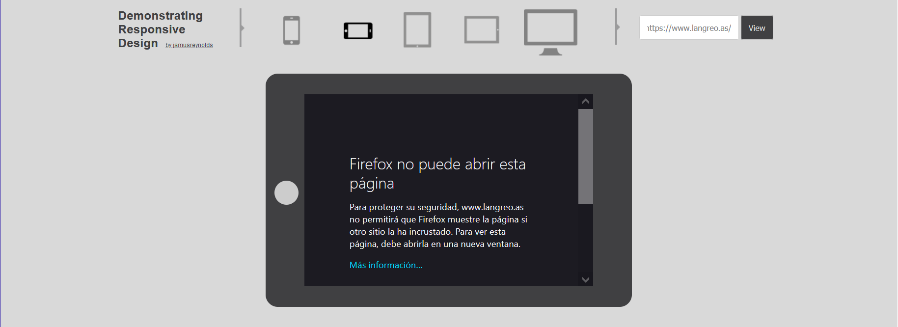 Demonstrating
Responsive
Design by jamusreynolds
https://www.langreo.as/ View
Firefox no puede abrir esta
página
Para proteger su seguridad, www.langreo.as
no permitirá que Firefox muestre la página si
otro sitio la ha incrustado. Para ver esta
página, debe abrirla en una nueva ventana.
Más información...